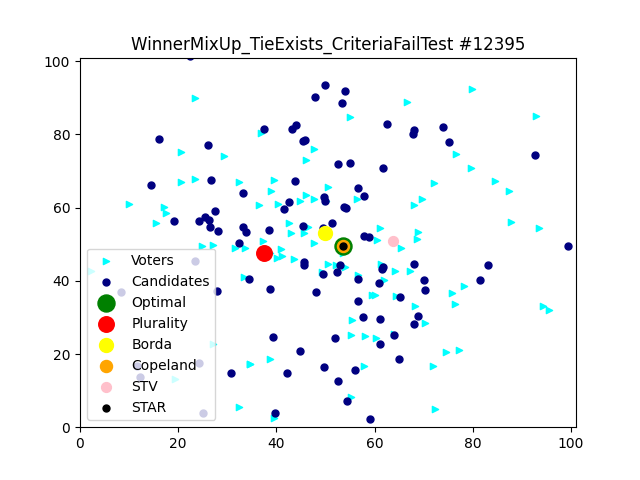 WinnerMixUp_TieExists_CriteriaFailTest #12395
100
80
60
40
20
0
Voters
Candidates
Optimal
Plurality
Borda
Copeland
STV
STAR
0 20 40 60 80 100